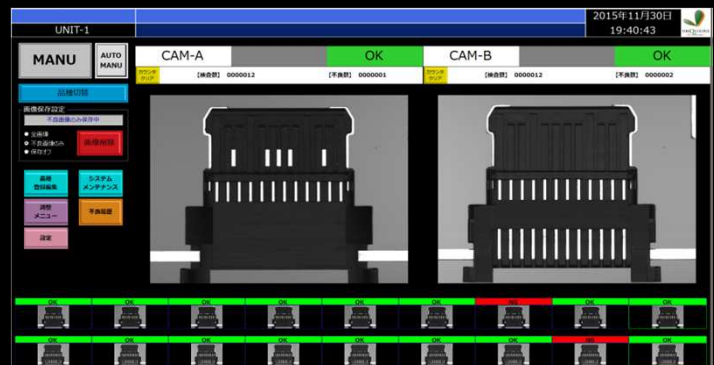 2015年11月30日
UNIT-1
19:40:43
MANU
AUTO
MANU
CAM-A
OK
CAM-B
OK
カウンタ
クリア
【検査数】 0000012
【不良数】 0000001
カウンタ
クリア
【検査数】 0000012
【不良数】 0000002
品種切替
画像保存設定
不良画像のみ保存中
全画像
不良画像のみ
保存オフ
画像削除
品種
登録編集
システム
メンテナンス
調整
メニュー
不良履歴
設定
OK OK OK OK OK NG OK OK
OK OK OK OK OK OK NG OK